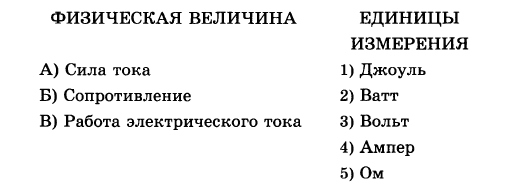 ФИЗИЧЕСКАЯ ВЕЛИЧИНА
ЕДИНИЦЫ
ИЗМЕРЕНИЯ
А) Сила тока
Б) Сопротивление
В) Работа электрического тока
1) Джоуль
2) Ватт
3) Вольт
4) Ампер
5) Ом